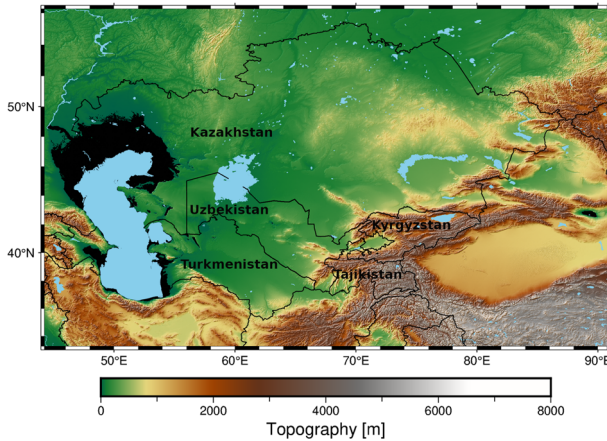 50°N
40°N
Kazakhstan
Uzbekistan
Kyrgyzstan
Turkmenistan
Tajikistan
50°E 60°E 70°E 80°E 90°E
0 2000 4000 6000 8000
Topography [m]